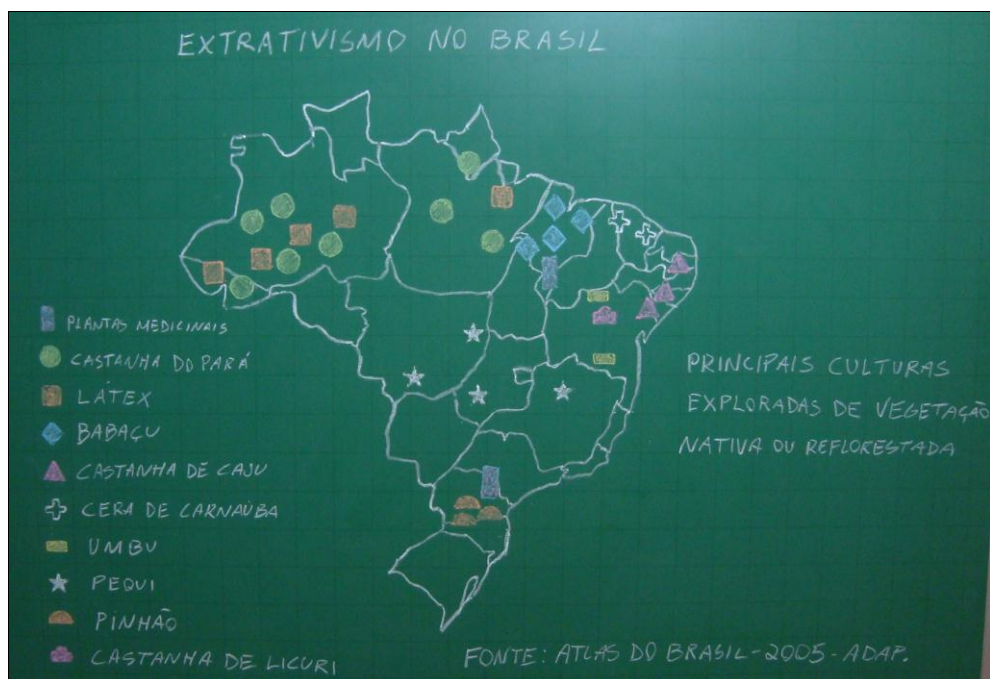 EXTRATIVISMO NO BRASIL
PLANTAS MEDICINAIS
CASTANHA DO PARÁ
LÁTEX
BABAÇU
CASTANHA DE CAJU
CERA DE CARNAÚBA
UMBU
PEQUI
PINHÃO
CASTANHA DE LICURI
PRINCIPAIS CULTURAS
EXPLORADAS DE VEGETAÇÃO
NATIVA OU REFLORESTADA
FONTE: ATLAS DO BRASIL-2005-ADAP.